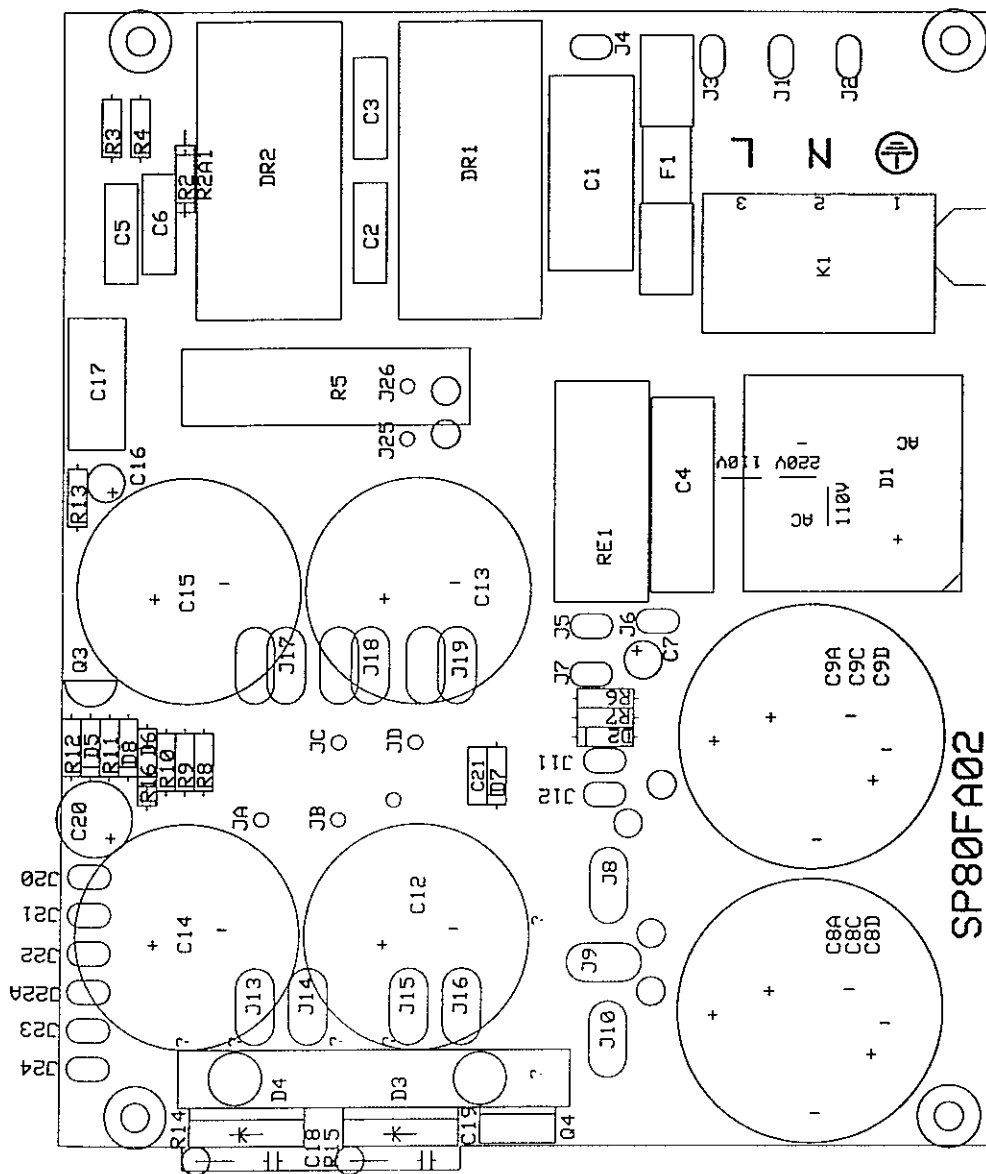 J4
J3
J1
J2
R3
R4
C3
DR2
DR1
C1
F1
L
N
R2
R2A1
C5
C6
C2
3
2
1
K1
C17
R5
J26
J25
C16
+
R13
C4
RE1
110V
220V
-
AC
AC
110V
D1
+
C15
+
-
C13
+
-
J5
J6
J7
C7
+
Q3
J17
J18
J19
R6
R7
D2
C9A
C9C
C9D
+
-
+
-
+
-
R12
D5
R11
D8
D6
R16
R10
R9
R8
JC
JD
C21
D7
J11
J12
C20
+
JA
JB
J20
J21
J22
J22A
J23
J24
C14
+
-
C12
+
-
J8
J9
J10
C8A
C8C
C8D
+
-
+
-
+
-
SP80FA02
J13
J14
J15
J16
D4
D3
R14
C18
R15
C19
Q4